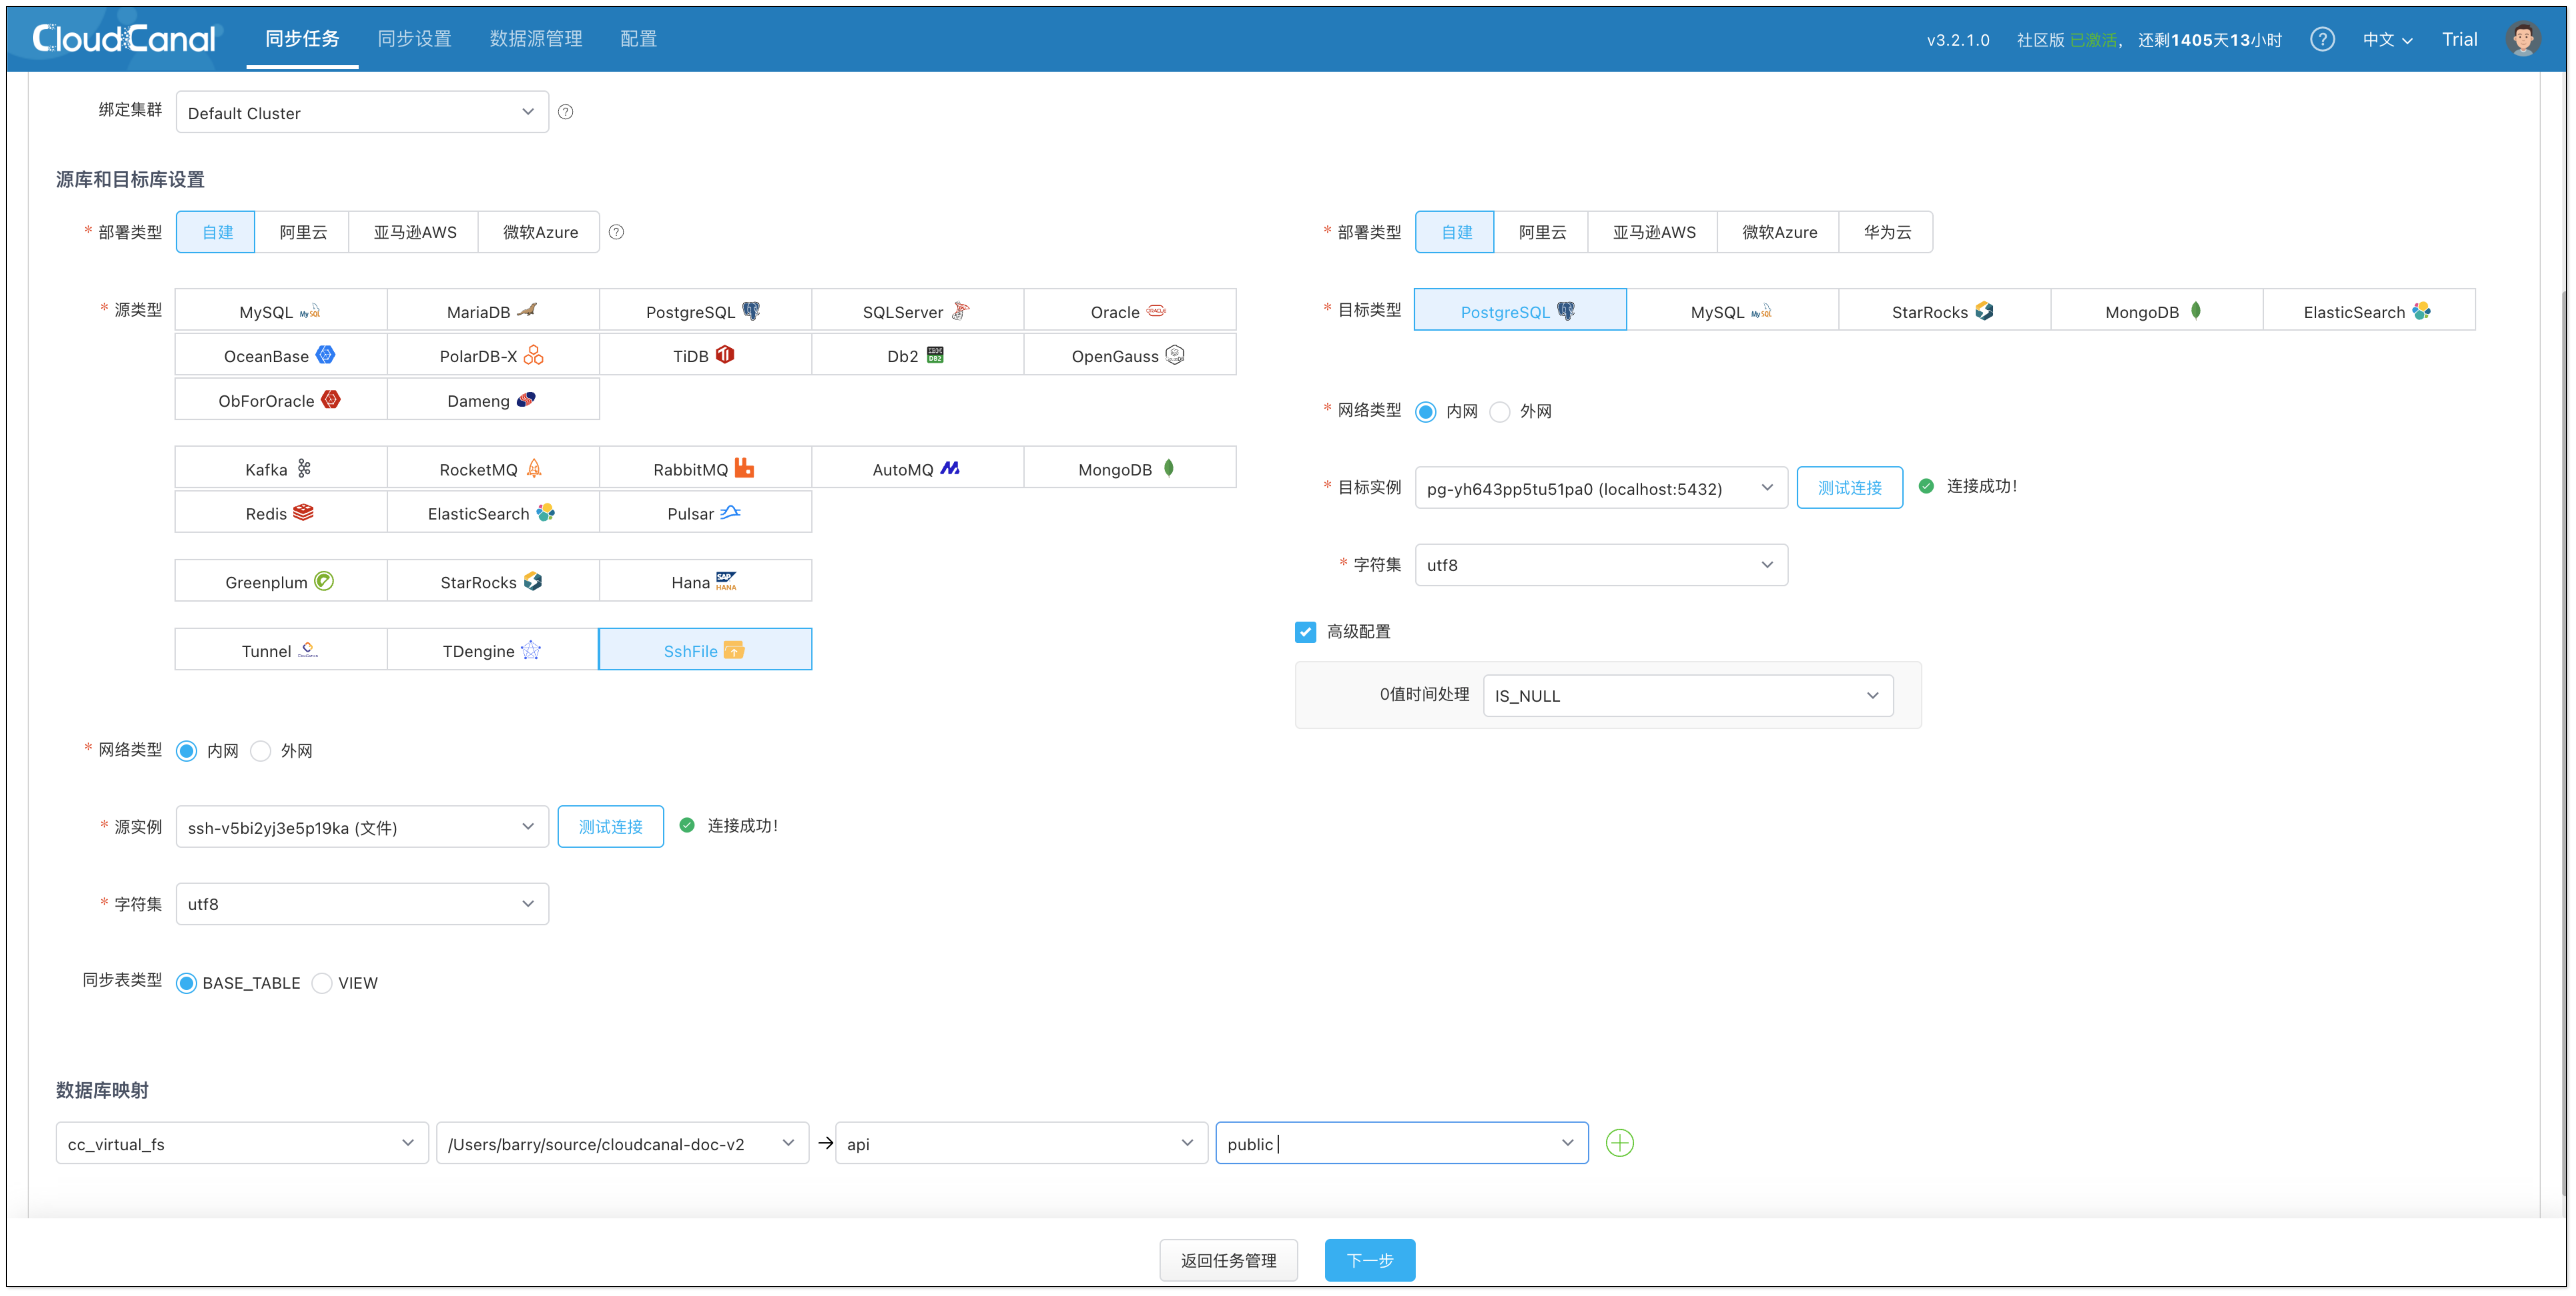 CloudCanal 同步任务 同步设置 数据源管理 配置 v3.2.1.0 社区版 已激活, 还剩1405天13小时 ? 中文 Trial
绑定集群 Default Cluster ?
源库和目标库设置
* 部署类型 自建 阿里云 亚马逊AWS 微软Azure ?
* 源类型 MySQL MariaDB PostgreSQL SQLServer Oracle
OceanBase PolarDB-X TiDB Db2 OpenGauss
ObForOracle Dameng
Kafka RocketMQ RabbitMQ AutoMQ MongoDB
Redis ElasticSearch Pulsar
Greenplum StarRocks Hana
Tunnel TDengine SshFile
* 网络类型 内网 外网
* 源实例 ssh-v5bi2yj3e5p19ka (文件) 测试连接 连接成功!
* 字符集 utf8
同步表类型 BASE_TABLE VIEW
* 部署类型 自建 阿里云 亚马逊AWS 微软Azure 华为云
* 目标类型 PostgreSQL MySQL StarRocks MongoDB ElasticSearch
* 网络类型 内网 外网
* 目标实例 pg-yh643pp5tu51pa0 (localhost:5432) 测试连接 连接成功!
* 字符集 utf8
高级配置
0值时间处理 IS_NULL
数据库映射
cc_virtual_fs /Users/barry/source/cloudcanal-doc-v2 → api public
返回任务管理 下一步